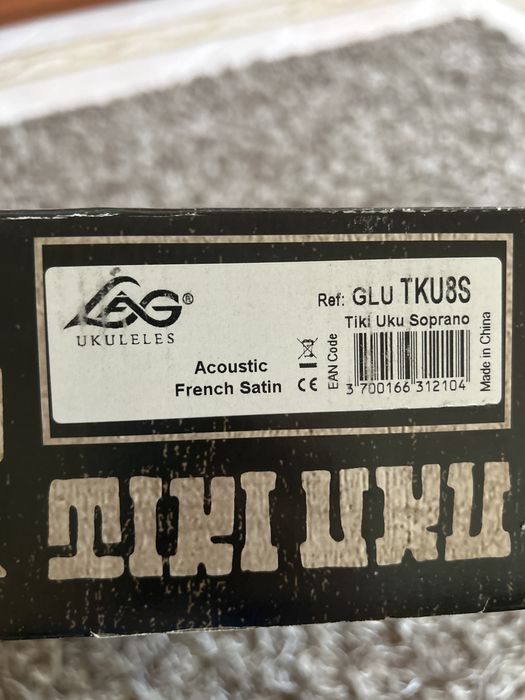 LAG®
UKULELES
Acoustic
French Satin
CE
Ref: GLU TKU8S
Tiki Uku Soprano
EAN Code
3 700166 312104
Made in China
TIKI UKU